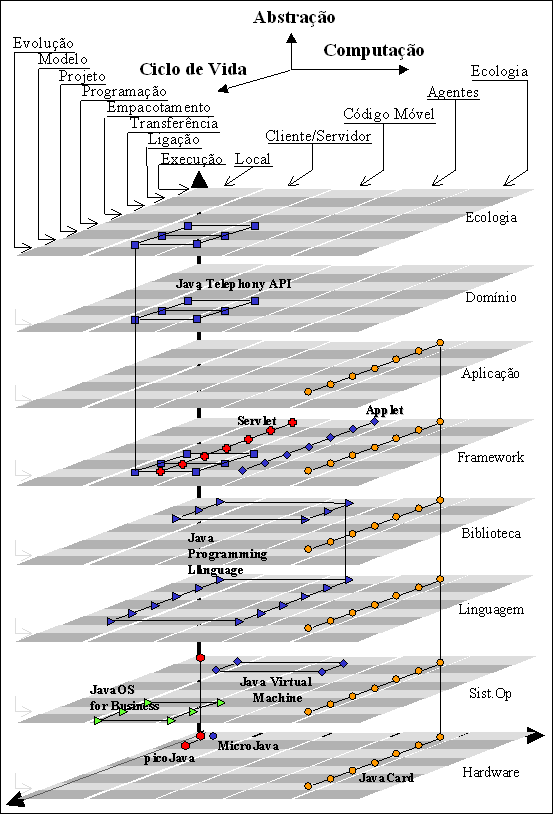 Abstração
Computação
Ciclo de Vida
Evolução
Modelo
Projeto
Programação
Empacotamento
Transferência
Ligação
Execução
Local
Cliente/Servidor
Código Móvel
Agentes
Ecologia
Ecologia
Java Telephony API
Domínio
Aplicação
Servlet
Applet
Framework
Java
Programming
Llnguage
Biblioteca
Linguagem
JavaOS
for Business
Java Virtual
Machine
Sist.Op
picoJava
MicroJava
JavaCard
Hardware